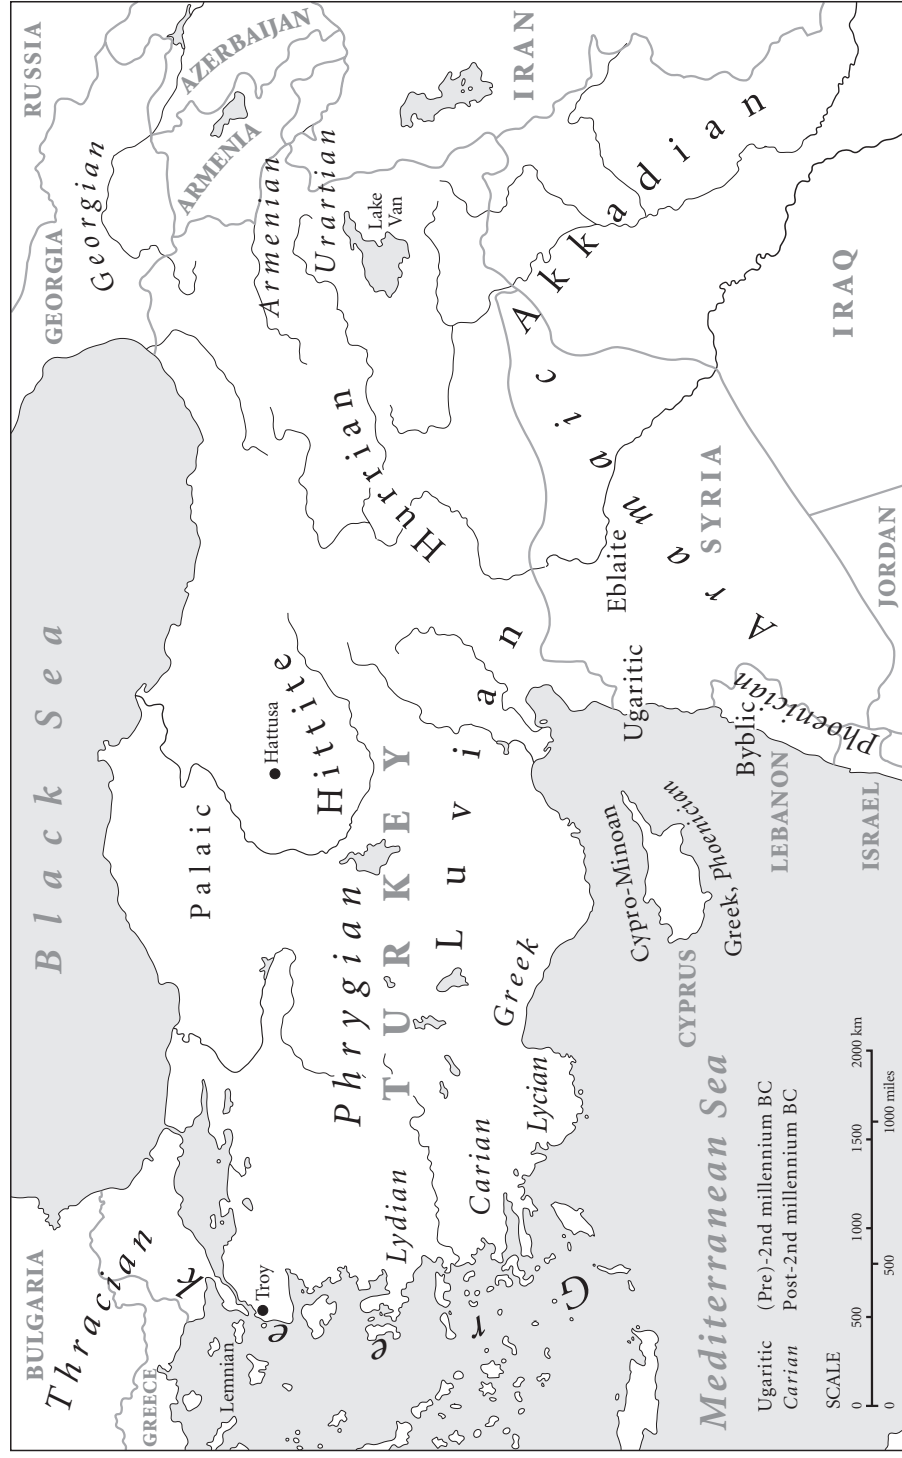 BULGARIA
Black Sea
GEORGIA
RUSSIA
Thracian
Georgian
AZERBAIJAN
ARMENIA
GREECE
Greek
Lemnian
Troy
Palaic
Hattusa
Hittite
Armenian
Urartian
Lake
Van
Hurrian
IRAN
Phrygian
TURKEY
Lydian
Luvian
Carian
Lycian
Greek
Aramaic
Akkadian
Cypro-Minoan
Ugaritic
Eblaite
CYPRUS
Greek, Phoenician
Phoenician
SYRIA
Mediterranean Sea
Byblic
Phoenician
LEBANON
ISRAEL
JORDAN
IRAQ
Ugaritic (Pre)-2nd millennium BC
Carian Post-2nd millennium BC
SCALE
0 500 1000 1500 2000 km
0 500 1000 miles